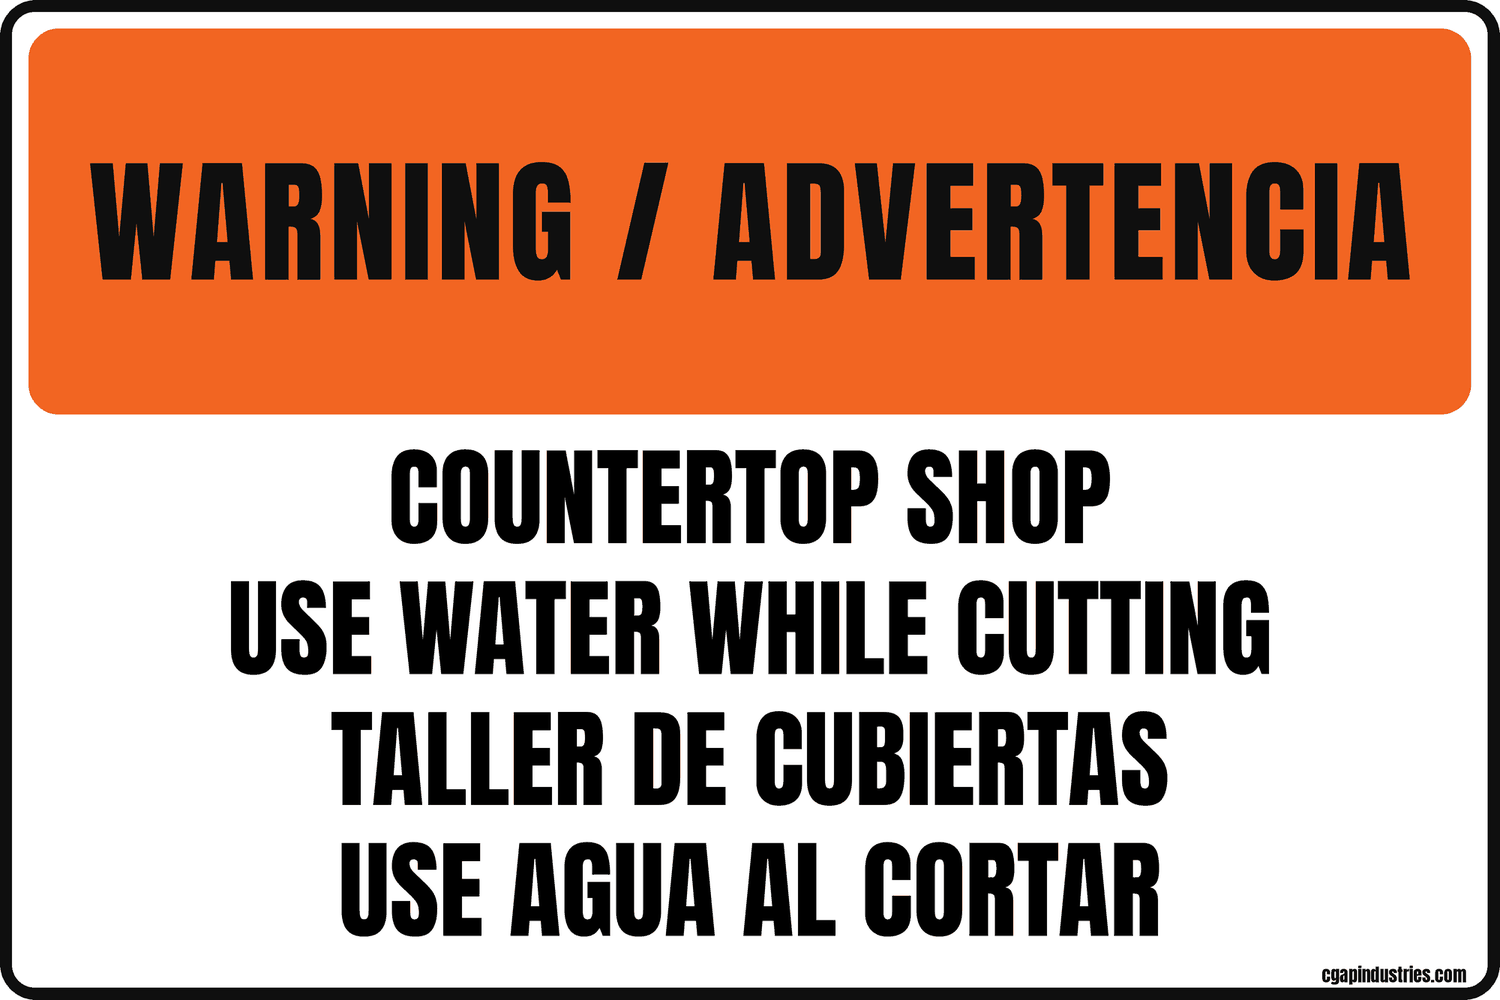 WARNING / ADVERTENCIA
COUNTERTOP SHOP
USE WATER WHILE CUTTING
TALLER DE CUBIERTAS
USE AGUA AL CORTAR
cgapindustries.com